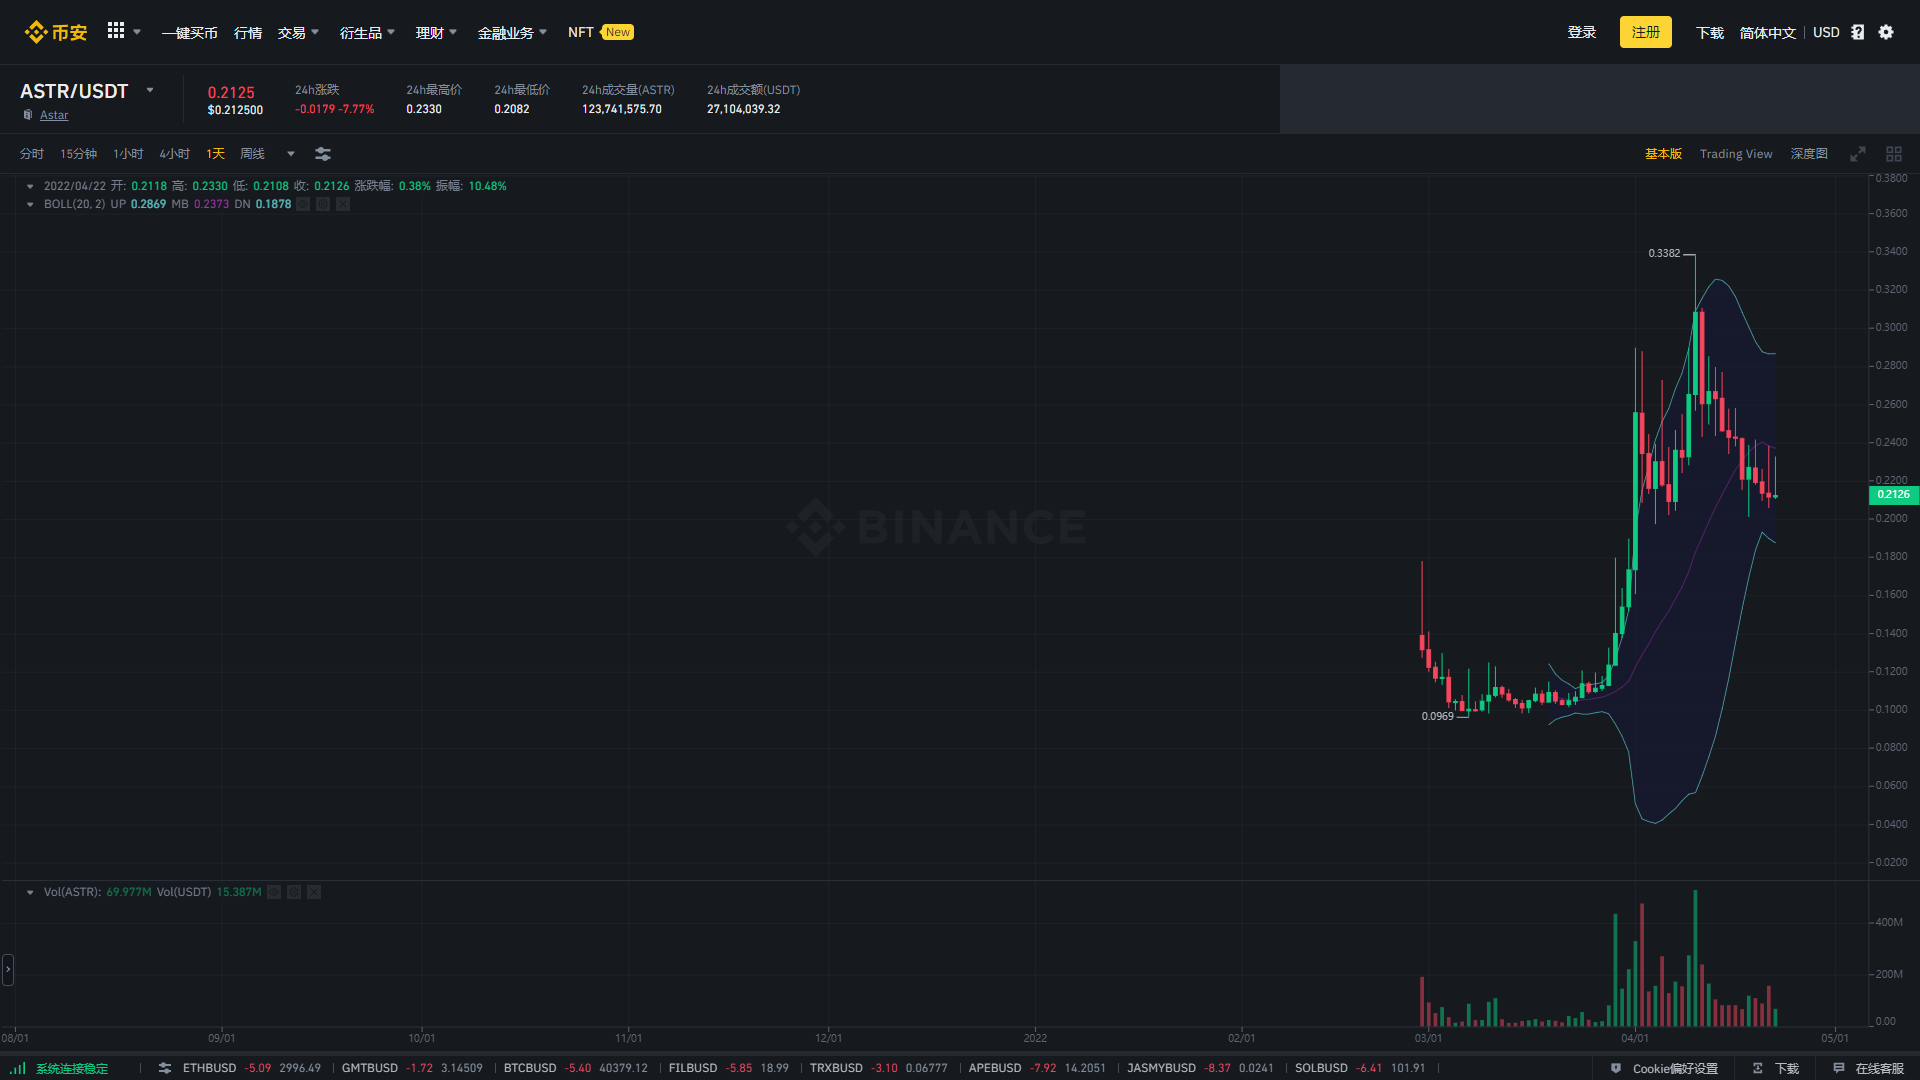 币安 一键买币 行情 交易 衍生品 理财 金融业务 NFT New 登录 注册 下载 简体中文 USD
ASTR/USDT
Astar
0.2125
$0.212500
24h涨跌
-0.0179 -7.77%
24h最高价
0.2330
24h最低价
0.2082
24h成交量(ASTR)
123,741,575.70
24h成交额(USDT)
27,104,039.32
分时 15分钟 1小时 4小时 1天 周线 基本版 Trading View 深度图
2022/04/22 开: 0.2118 高: 0.2330 低: 0.2108 收: 0.2126 涨跌幅: 0.38% 振幅: 10.48%
BOLL(20, 2) UP 0.2869 MB 0.2373 DN 0.1878
0.3800
0.3600
0.3400
0.3200
0.3000
0.2800
0.2600
0.2400
0.2200
0.2126
0.2000
0.1800
0.1600
0.1400
0.1200
0.1000
0.0800
0.0600
0.0400
0.0200
0.3382
BINANCE
0.0969
Vol(ASTR): 69.977M Vol(USDT) 15.387M
400M
200M
0.00
08/01 09/01 10/01 11/01 12/01 2022 02/01 03/01 04/01 05/01
系统连接稳定 ETHBUSD -5.09 2996.49 GMTBUSD -1.72 3.14509 BTCBUSD -5.40 40379.12 FILBUSD -5.85 18.99 TRXBUSD -3.10 0.06777 APEBUSD -7.92 14.2051 JASMYBUSD -8.37 0.0241 SOLBUSD -6.41 101.91 Cookie偏好设置 下载 在线客服